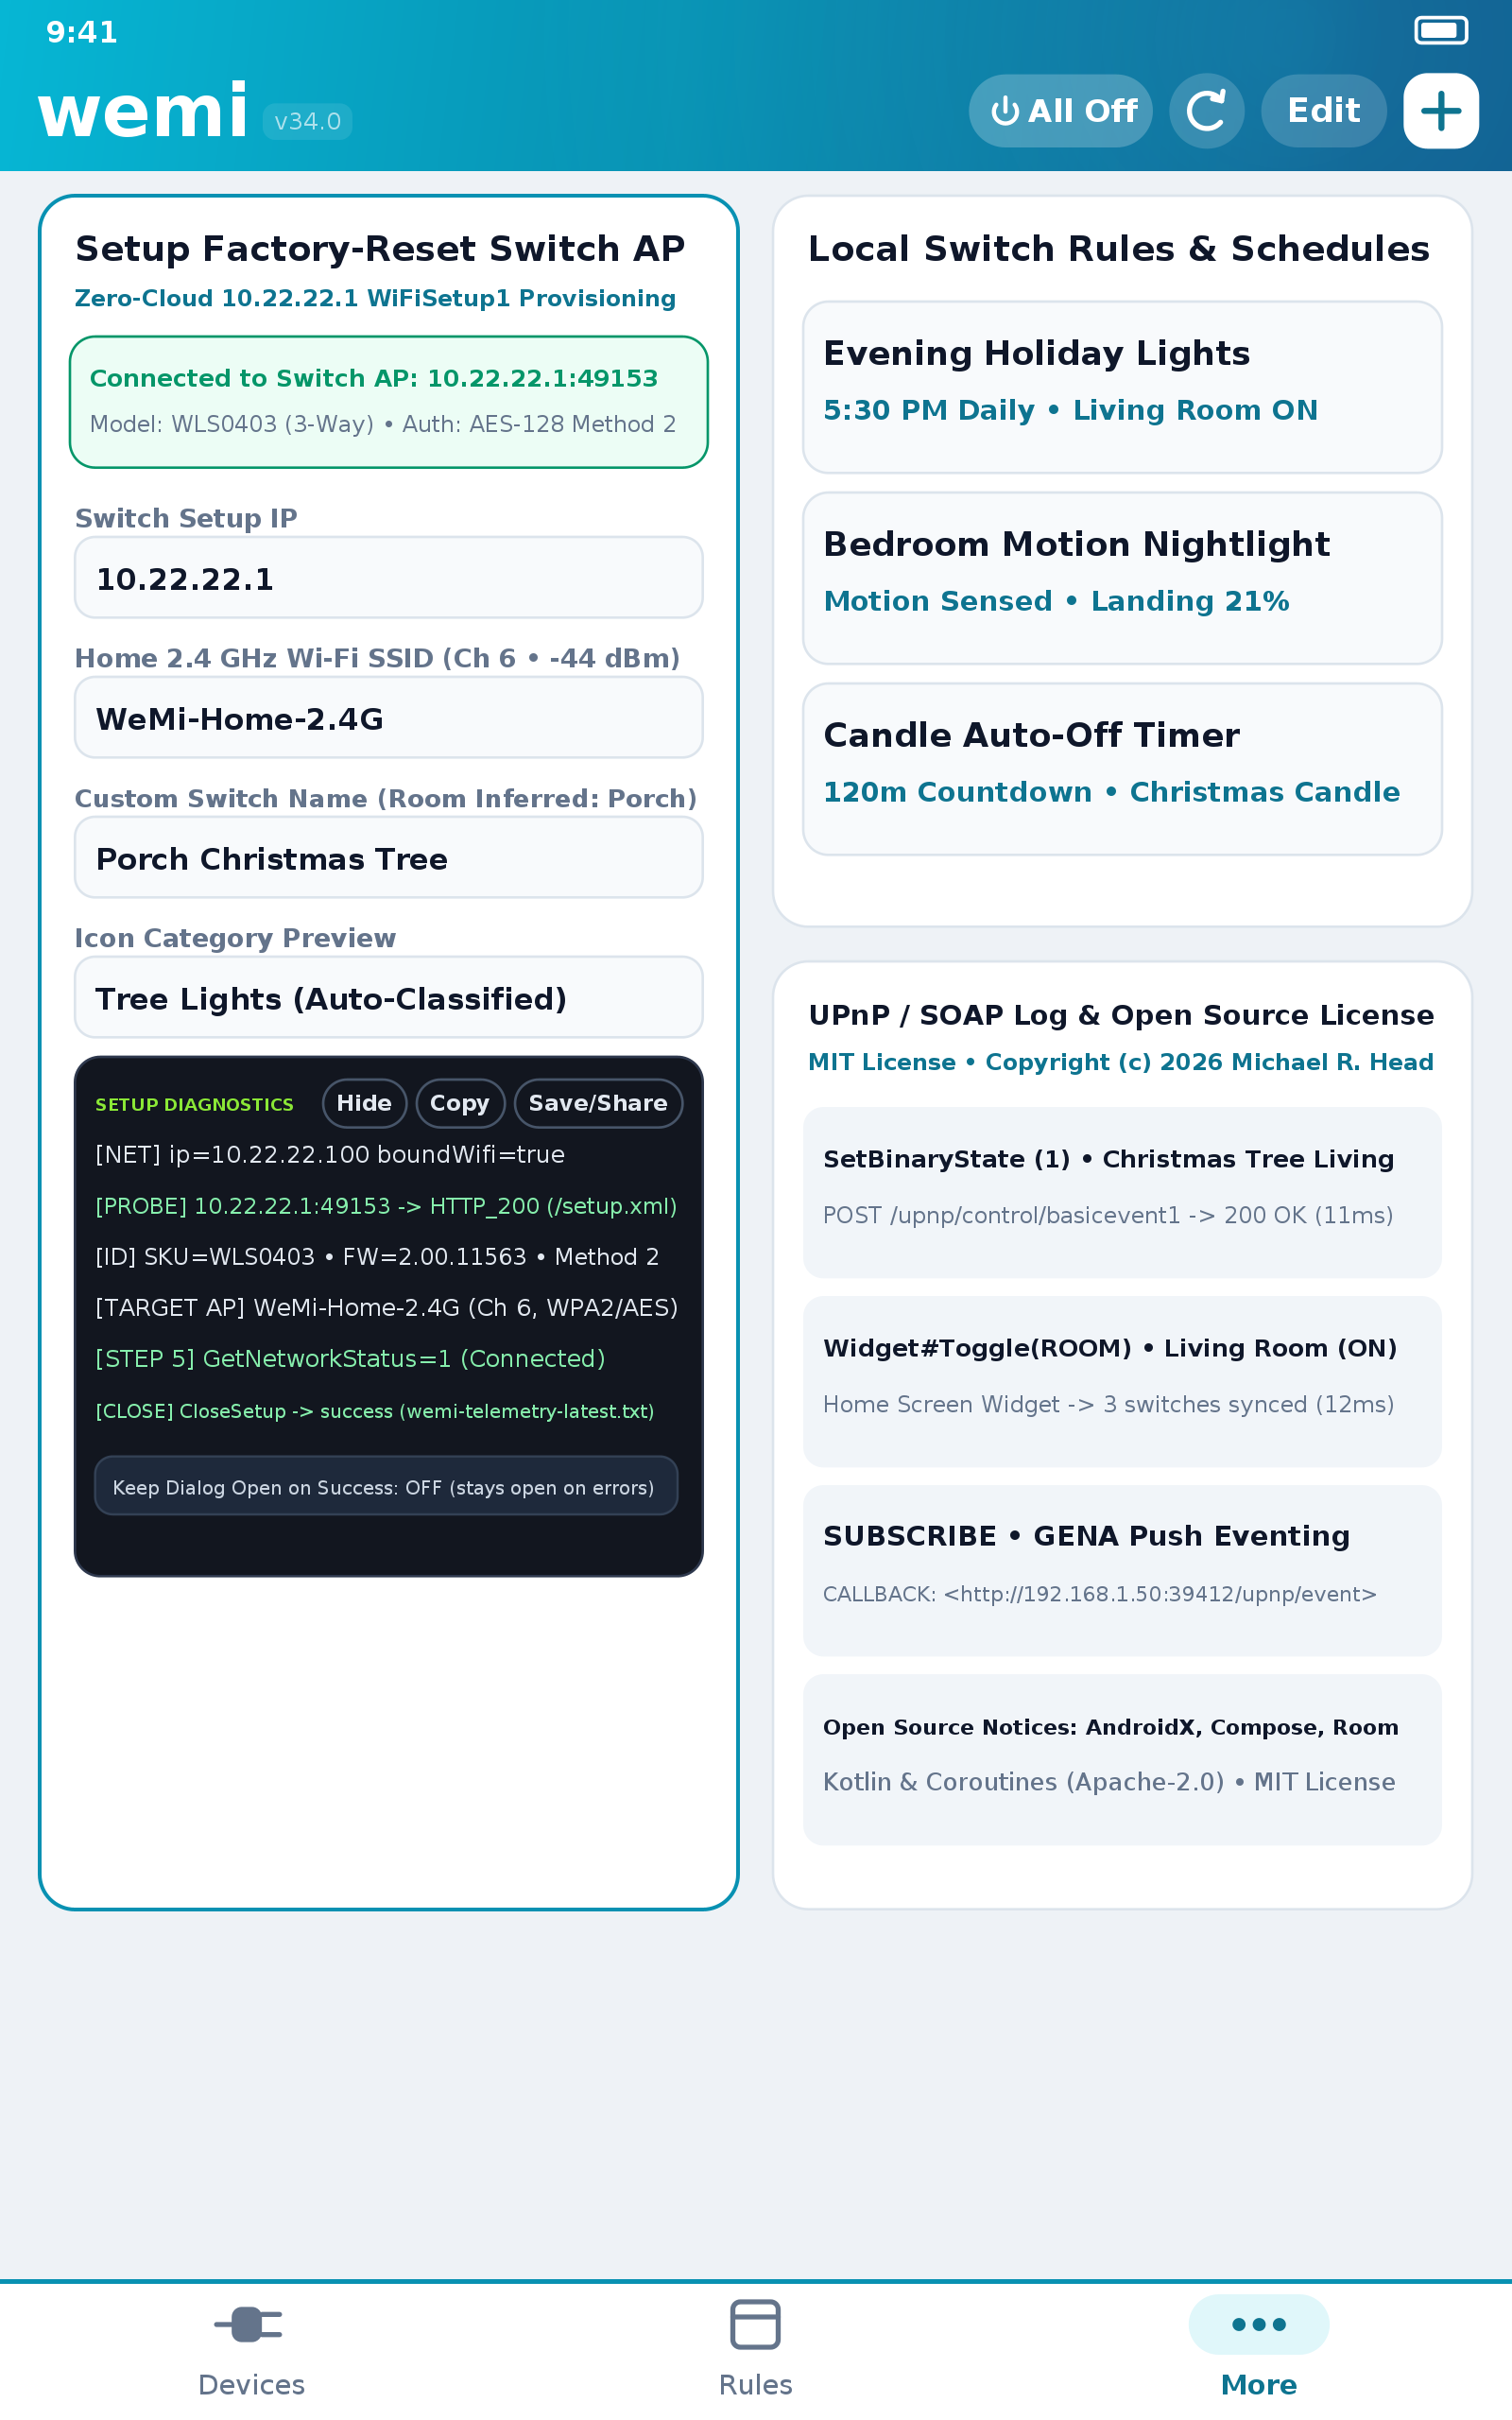 9:41
wemi v34.0
All Off
Edit
Setup Factory-Reset Switch AP
Zero-Cloud 10.22.22.1 WiFiSetup1 Provisioning
Connected to Switch AP: 10.22.22.1:49153
Model: WLS0403 (3-Way) • Auth: AES-128 Method 2
Switch Setup IP
10.22.22.1
Home 2.4 GHz Wi-Fi SSID (Ch 6 • -44 dBm)
WeMi-Home-2.4G
Custom Switch Name (Room Inferred: Porch)
Porch Christmas Tree
Icon Category Preview
Tree Lights (Auto-Classified)
SETUP DIAGNOSTICS
Hide
Copy
Save/Share
[NET] ip=10.22.22.100 boundWifi=true
[PROBE] 10.22.22.1:49153 -> HTTP_200 (/setup.xml)
[ID] SKU=WLS0403 • FW=2.00.11563 • Method 2
[TARGET AP] WeMi-Home-2.4G (Ch 6, WPA2/AES)
[STEP 5] GetNetworkStatus=1 (Connected)
[CLOSE] CloseSetup -> success (wemi-telemetry-latest.txt)
Keep Dialog Open on Success: OFF (stays open on errors)
Local Switch Rules & Schedules
Evening Holiday Lights
5:30 PM Daily • Living Room ON
Bedroom Motion Nightlight
Motion Sensed • Landing 21%
Candle Auto-Off Timer
120m Countdown • Christmas Candle
UPnP / SOAP Log & Open Source License
MIT License • Copyright (c) 2026 Michael R. Head
SetBinaryState (1) • Christmas Tree Living
POST /upnp/control/basicevent1 -> 200 OK (11ms)
Widget#Toggle(ROOM) • Living Room (ON)
Home Screen Widget -> 3 switches synced (12ms)
SUBSCRIBE • GENA Push Eventing
CALLBACK: <http://192.168.1.50:39412/upnp/event>
Open Source Notices: AndroidX, Compose, Room
Kotlin & Coroutines (Apache-2.0) • MIT License
Devices
Rules
More